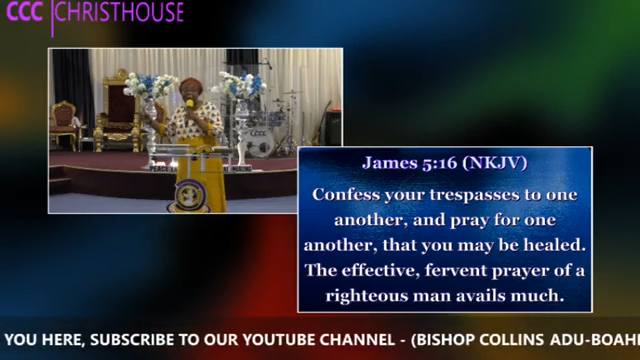 CCC CHRISTHOUSE
CCC
James 5:16 (NKJV)
Confess your trespasses to one
another, and pray for one
another, that you may be healed.
The effective, fervent prayer of a
righteous man avails much.
YOU HERE, SUBSCRIBE TO OUR YOUTUBE CHANNEL - (BISHOP COLLINS ADU-BOAH